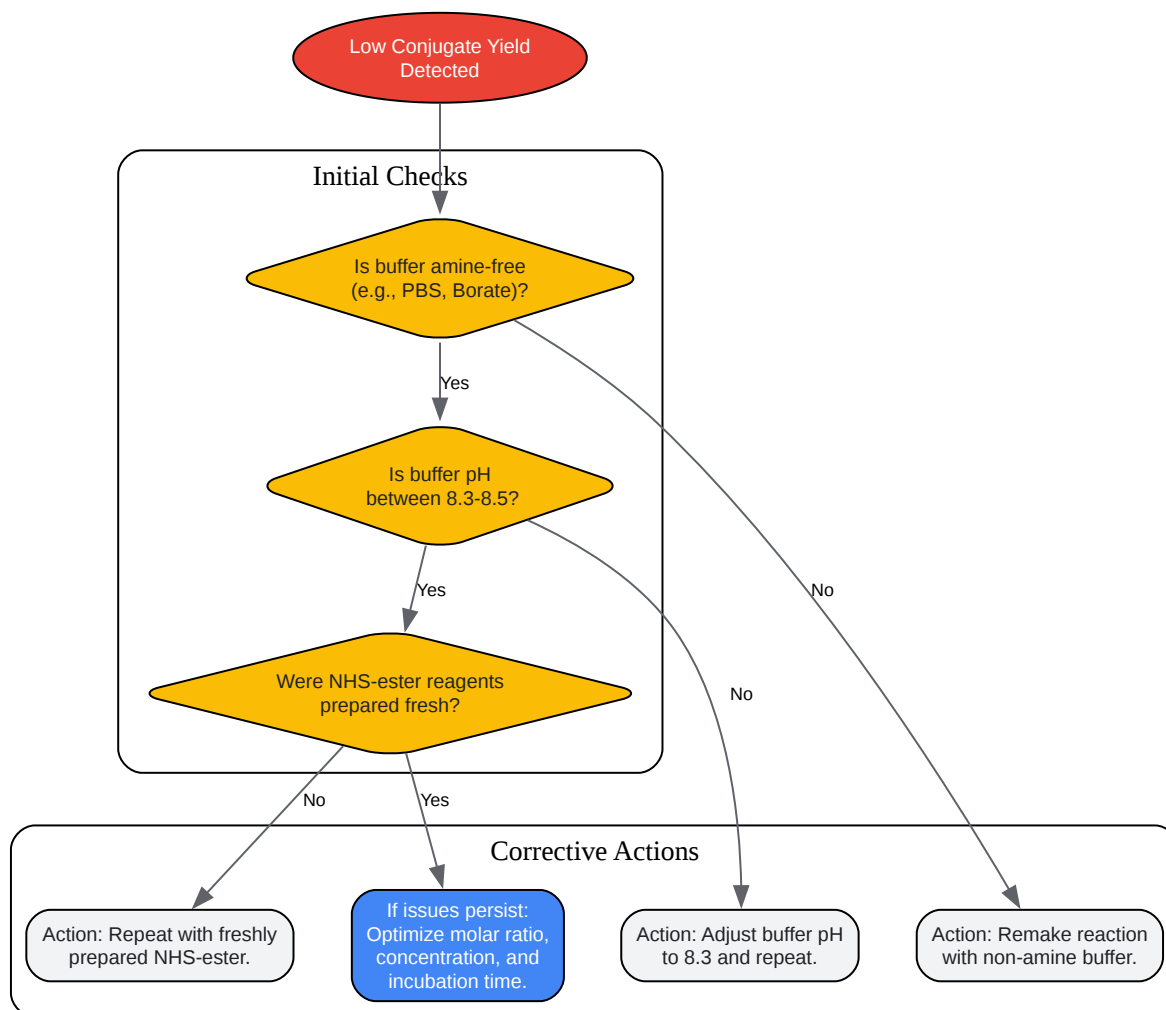 Low Conjugate Yield
Detected
Initial Checks
Is buffer amine-free
(e.g., PBS, Borate)?
Yes
Is buffer pH
between 8.3-8.5?
Yes
No
Were NHS-ester reagents
prepared fresh?
No
No
Yes
Corrective Actions
Action: Repeat with freshly
prepared NHS-ester.
If issues persist:
Optimize molar ratio,
concentration, and
incubation time.
Action: Adjust buffer pH
to 8.3 and repeat.
Action: Remake reaction
with non-amine buffer.